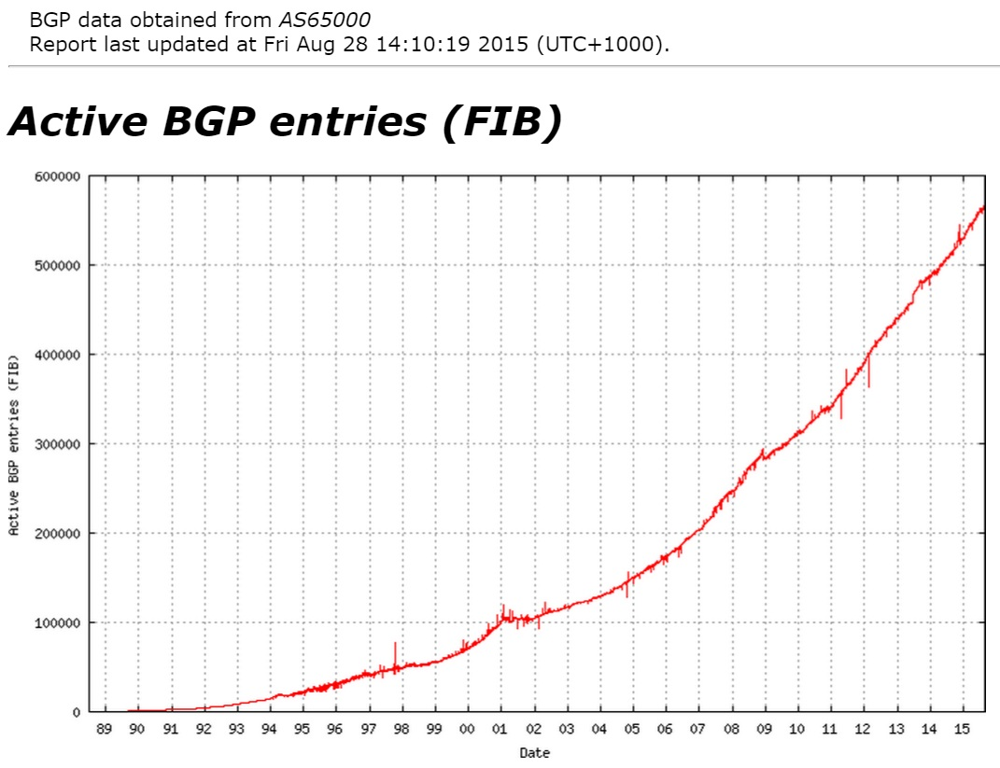 BGP data obtained from AS65000
Report last updated at Fri Aug 28 14:10:19 2015 (UTC+1000).
Active BGP entries (FIB)
600000
500000
400000
300000
200000
100000
0
Active BGP entries (FIB)
89 90 91 92 93 94 95 96 97 98 99 00 01 02 03 04 05 06 07 08 09 10 11 12 13 14 15
Date